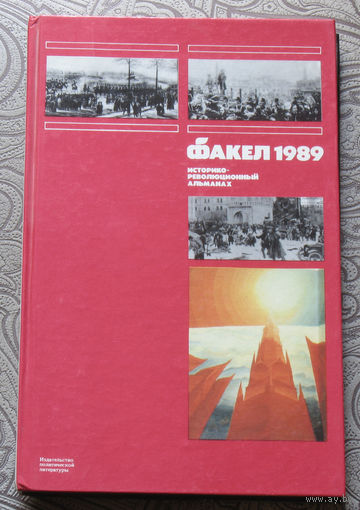 ФАКЕЛ 1989
ИСТОРИКО-
РЕВОЛЮЦИОННЫЙ
АЛЬМАНАХ
Издательство
политической
литературы
www.ay.by